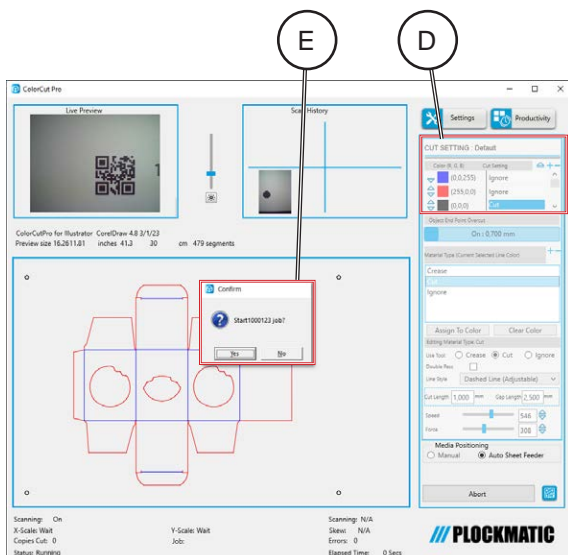 E
D
ColorCut Pro
Live Preview
Scan History
Settings
Productivity
CUT SETTING : Default
Color (R, G, B) Cut Setting
(0,0,255) Ignore
(255,0,0) Ignore
(0,0,0) Cut
Object End Point Overcut
On : 0,700 mm
Material Type (Current Selected Line Color)
Crease
Cut
Ignore
Assign To Color
Clear Color
Editing Material Type: Cut
Use Tool: Crease Cut Ignore
Double Pass
Line Style Dashed Line (Adjustable)
Cut Length 1,000 mm Gap Length 2,500 mm
Speed 546
Force 308
Media Positioning
Manual Auto Sheet Feeder
Abort
ColorCutPro for Illustrator CorelDraw 4.8 3/1/23
Preview size 16.2611.81 inches 41.3 30 cm 479 segments
Confirm
Start1000123 job?
Yes
No
Scanning: On
X-Scale: Wait
Copies Cut: 0
Status: Running
Y-Scale: Wait
Job:
Scanning: N/A
Skew: N/A
Errors: 0
Elapsed Time: 0 Secs
PLOCKMATIC